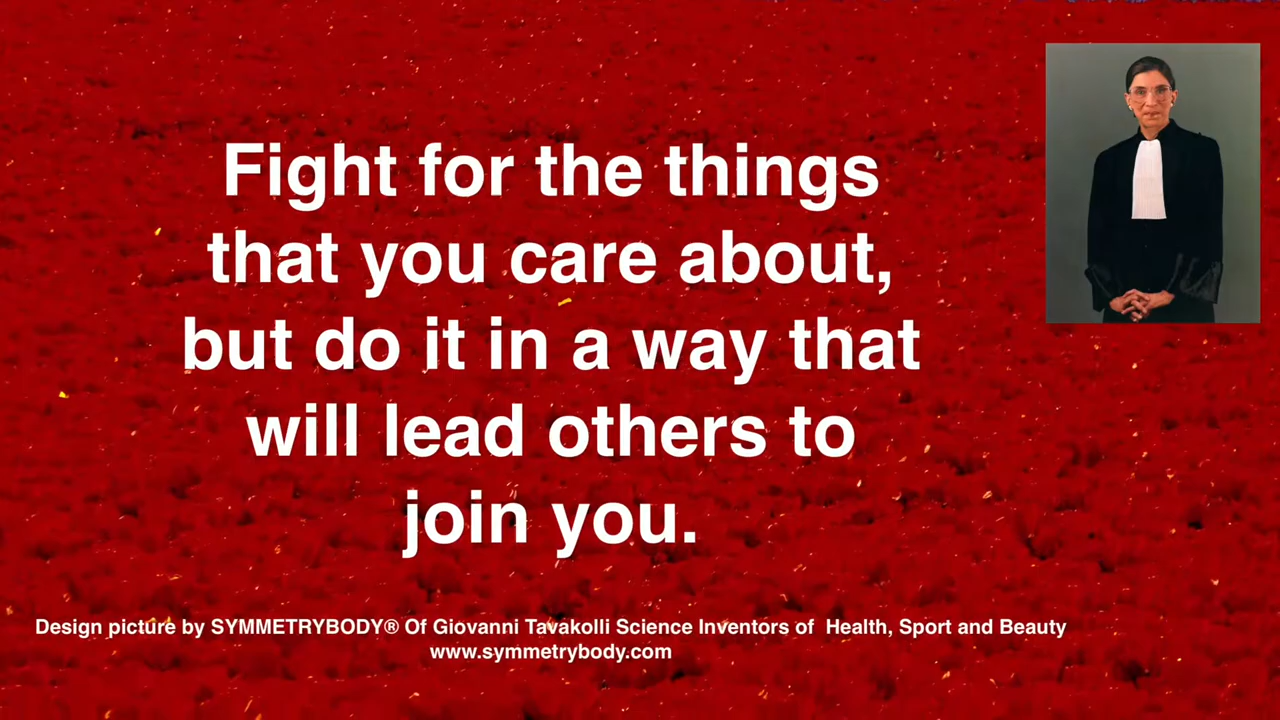 Fight for the things
that you care about,
but do it in a way that
will lead others to
join you.
Design picture by SYMMETRYBODY® Of Giovanni Tavakolli Science Inventors of  Health, Sport and Beauty
www.symmetrybody.com